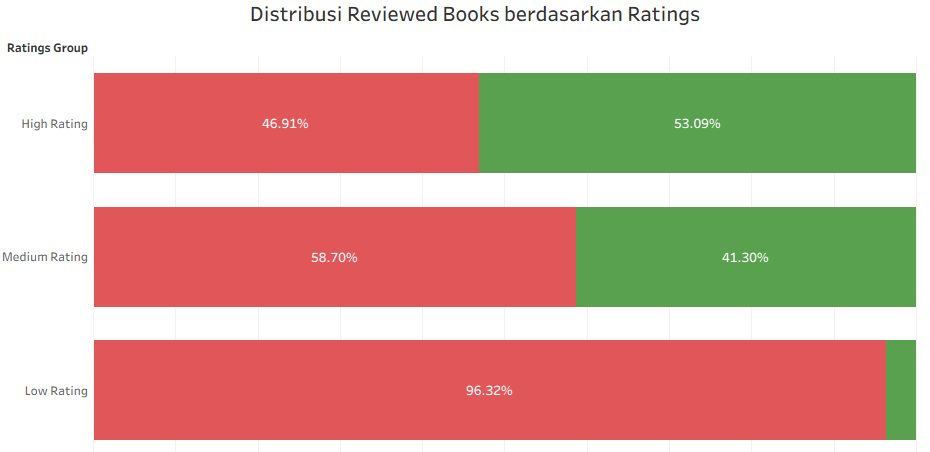 Distribusi Reviewed Books berdasarkan Ratings
Ratings Group
High Rating
46.91%
53.09%
Medium Rating
58.70%
41.30%
Low Rating
96.32%